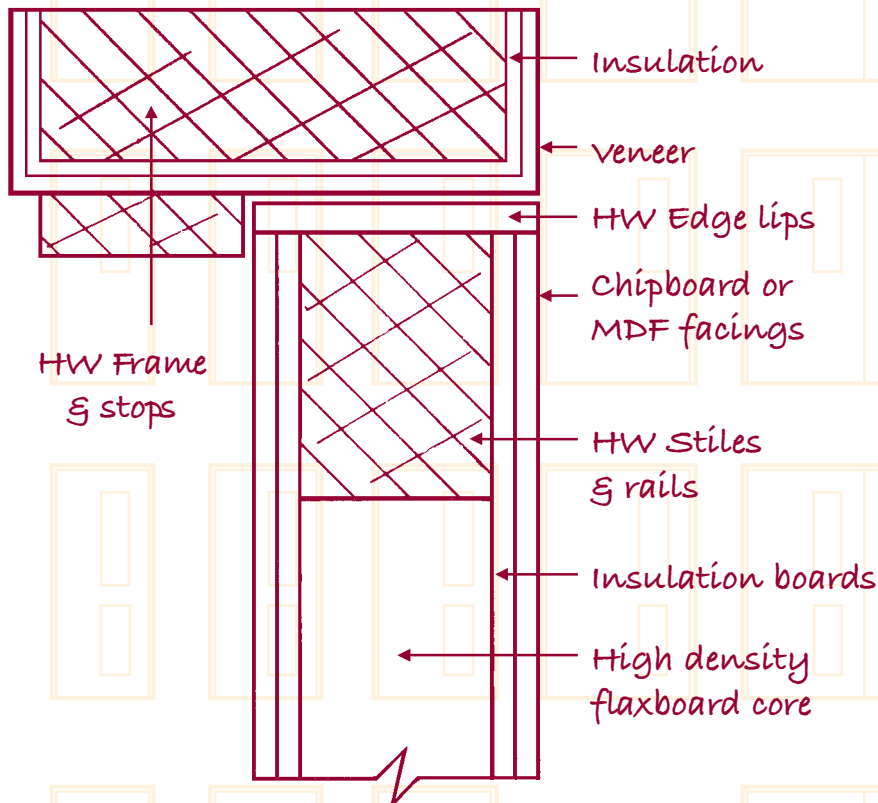 Insulation
Veneer
HW Edge lips
Chipboard or
MDF facings
HW Frame
& stops
HW Stiles
& rails
Insulation boards
High density
flaxboard core